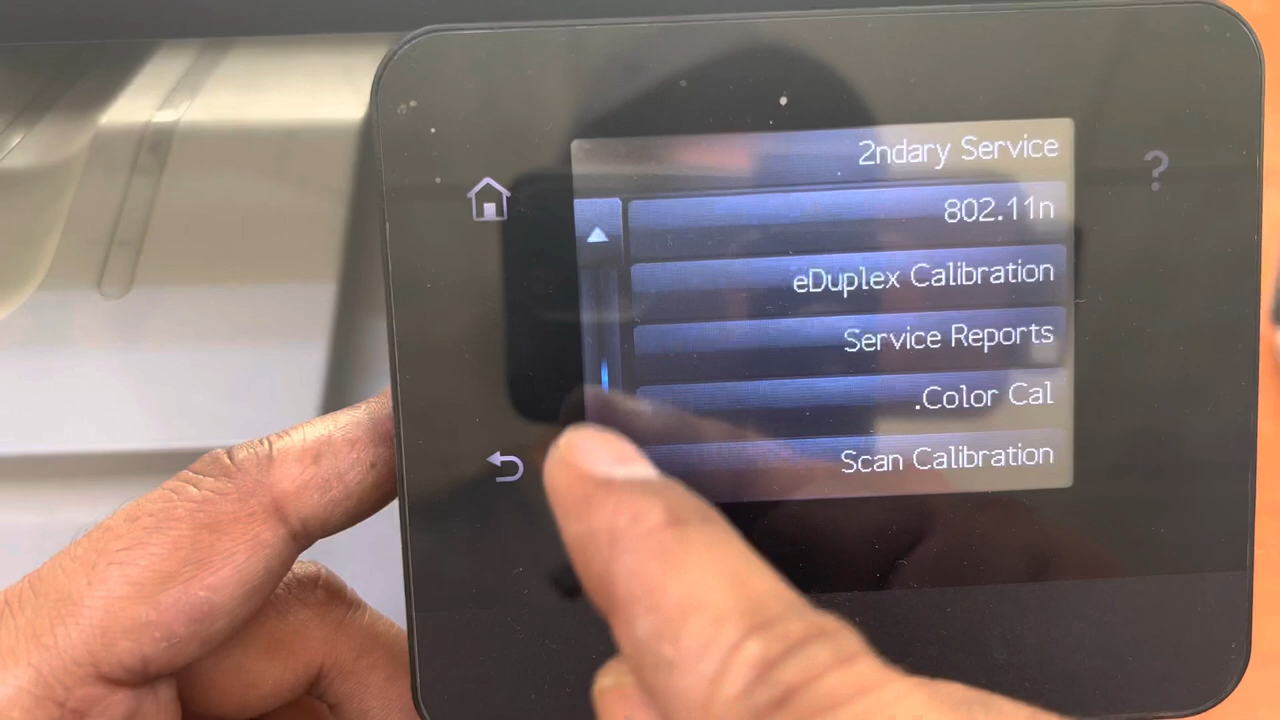 2ndary Service
802.11n
eDuplex Calibration
Service Reports
.Color Cal
Scan Calibration
?